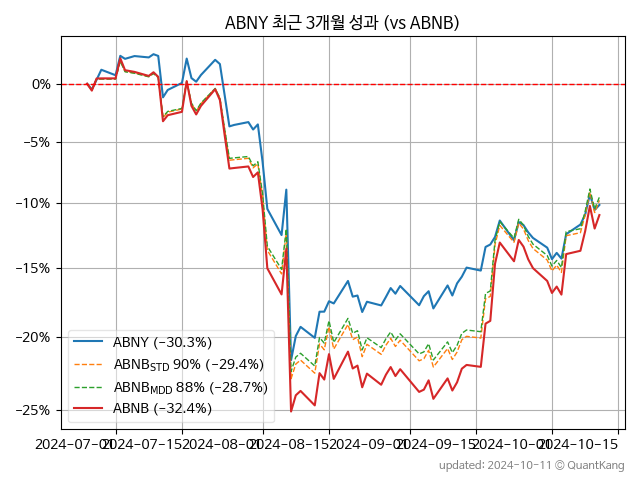 ABNY 최근 3개월 성과 (vs ABNB)
0%
−5%
−10%
−15%
−20%
−25%
ABNY (−30.3%)
ABNB_STD 90% (−29.4%)
ABNB_MDD 88% (−28.7%)
ABNB (−32.4%)
2024-07-01 2024-07-15 2024-08-01 2024-08-15 2024-09-01 2024-09-15 2024-10-01 2024-10-15
updated: 2024-10-11 © QuantKang